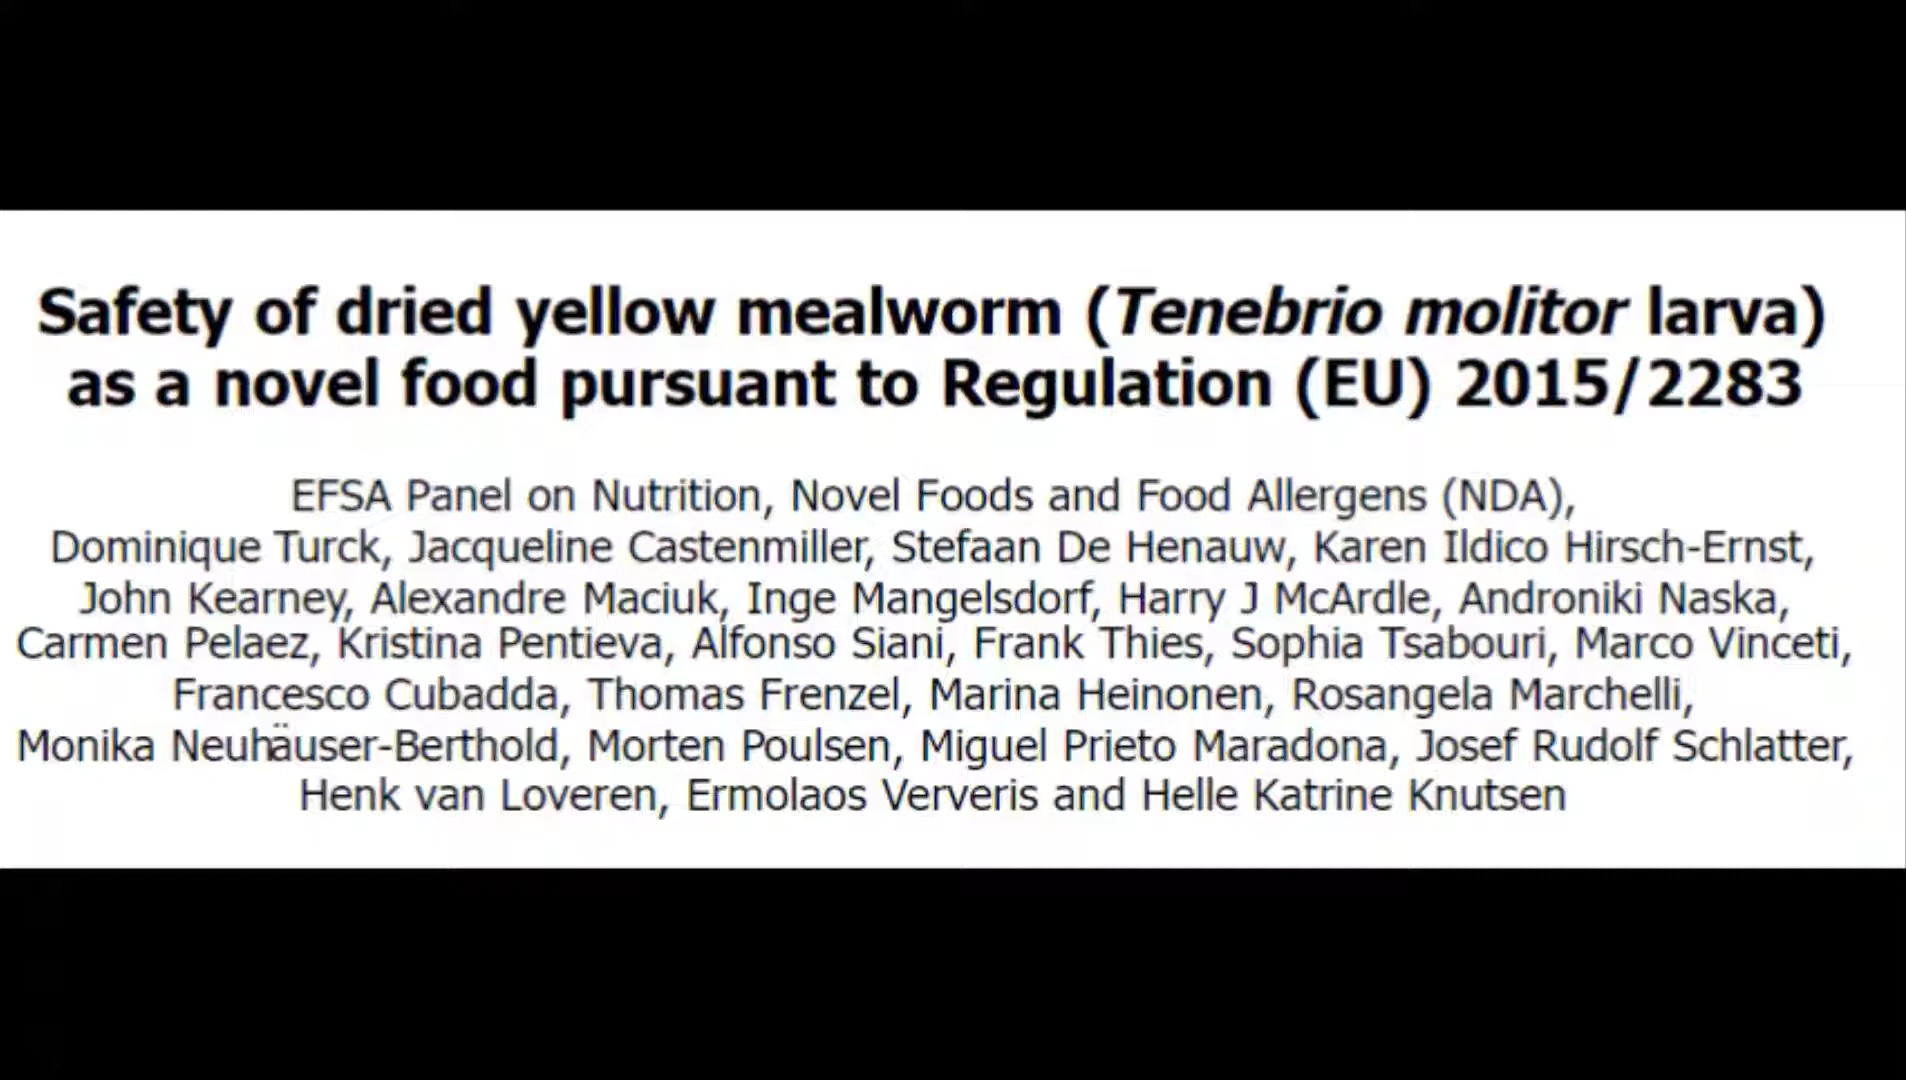 Safety of dried yellow mealworm (Tenebrio molitor larva)
as a novel food pursuant to Regulation (EU) 2015/2283
EFSA Panel on Nutrition, Novel Foods and Food Allergens (NDA),
Dominique Turck, Jacqueline Castenmiller, Stefaan De Henauw, Karen Ildico Hirsch-Ernst,
John Kearney, Alexandre Maciuk, Inge Mangelsdorf, Harry J McArdle, Androniki Naska,
Carmen Pelaez, Kristina Pentieva, Alfonso Siani, Frank Thies, Sophia Tsabouri, Marco Vinceti,
Francesco Cubadda, Thomas Frenzel, Marina Heinonen, Rosangela Marchelli,
Monika Neuhäuser-Berthold, Morten Poulsen, Miguel Prieto Maradona, Josef Rudolf Schlatter,
Henk van Loveren, Ermolaos Ververis and Helle Katrine Knutsen